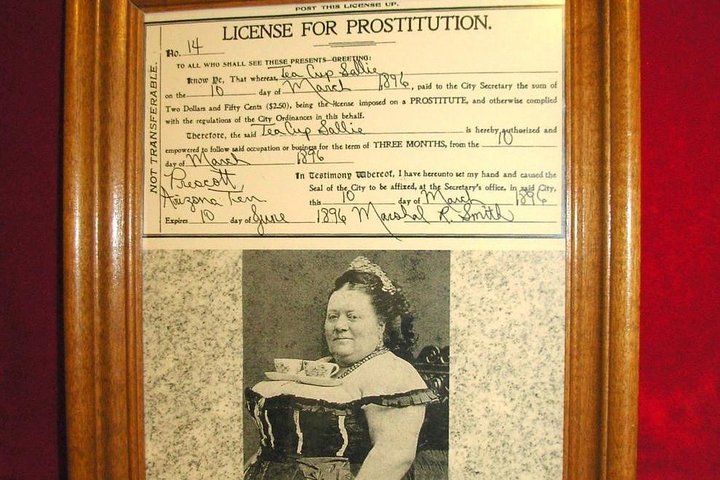 POST THIS LICENSE UP.
LICENSE FOR PROSTITUTION.
No. 14
TO ALL WHO SHALL SEE THESE PRESENTS—GREETING:
Know Ye, That whereas, Tea Cup Sallie
on the 10 day of March 1896, paid to the City Secretary the sum of
Two Dollars and Fifty Cents ($2.50), being the license imposed on a PROSTITUTE, and otherwise complied
with the regulations of the City Ordinances in this behalf.
Therefore, the said Tea Cup Sallie is hereby authorized and
empowered to follow said occupation or business for the term of THREE MONTHS, from the 10
day of March 1896
In Testimony Whereof, I have hereunto set my hand and caused the
Seal of the City to be affixed, at the Secretary's office, in said City,
this 10 day of March 1896
Prescott,
Arizona Terr
Expires 10 day of June 1896 Marshal R. Smith
NOT TRANSFERABLE.